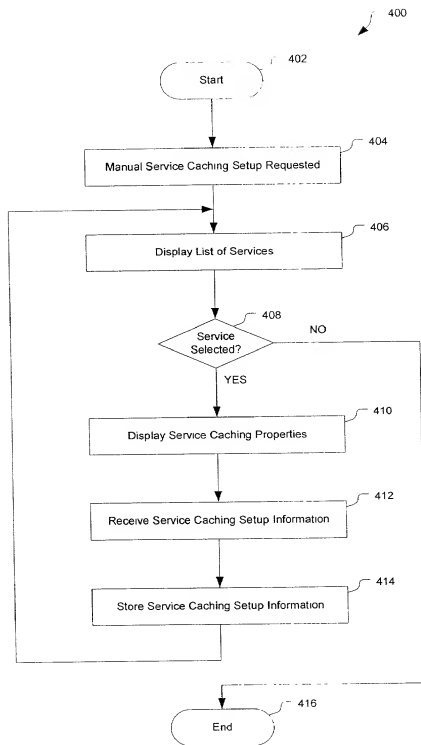 400
402
Start
404
Manual Service Caching Setup Requested
406
Display List of Services
408
Service
Selected?
NO
YES
410
Display Service Caching Properties
412
Receive Service Caching Setup Information
414
Store Service Caching Setup Information
416
End